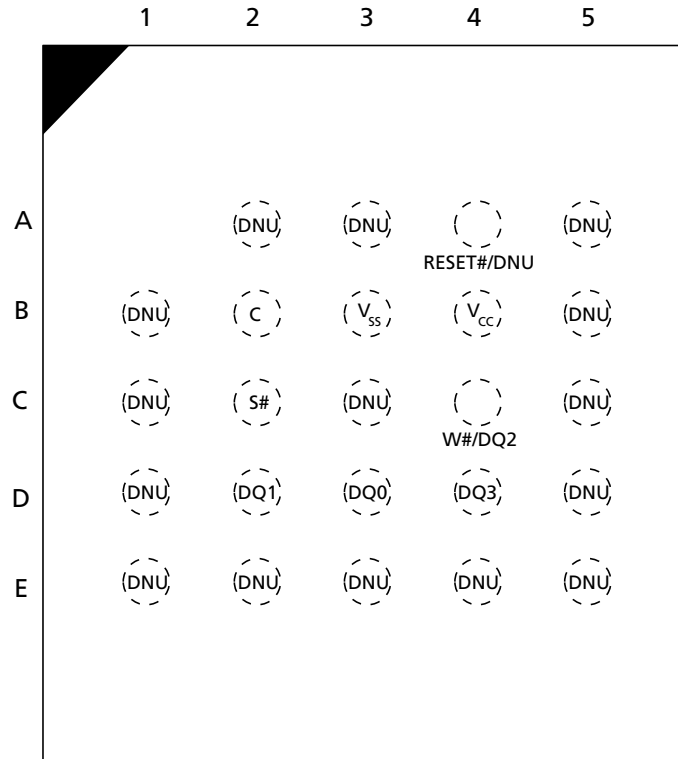 1 2 3 4 5
A DNU DNU DNU
RESET#/DNU
B DNU C VSS VCC DNU
C DNU S# DNU DNU
W#/DQ2
D DNU DQ1 DQ0 DQ3 DNU
E DNU DNU DNU DNU DNU